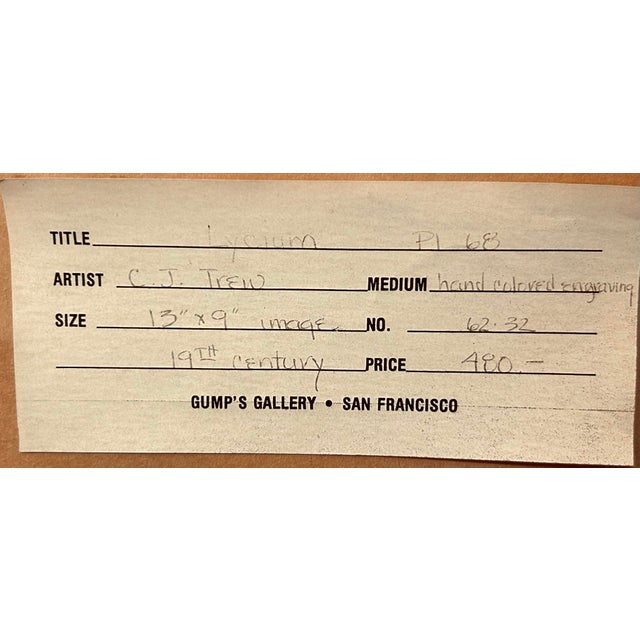 TITLE Lycium Pl 68
ARTIST C. J. Trew MEDIUM hand colored engraving
SIZE 13" x 9" image NO. 62.32
19TH century PRICE 480.-
GUMP'S GALLERY • SAN FRANCISCO